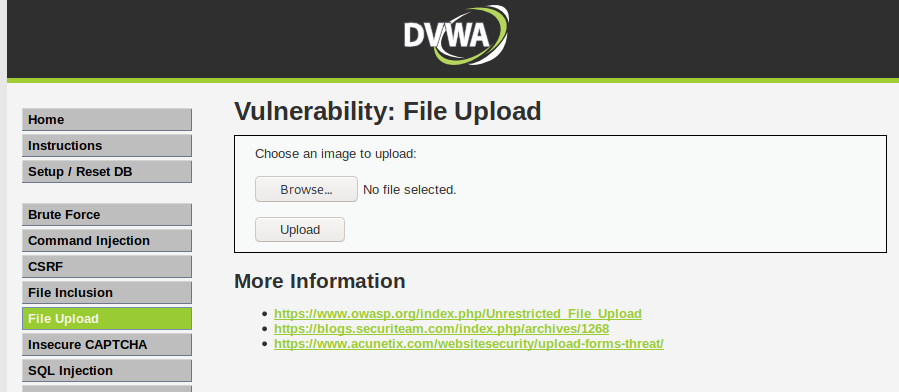 DVWA
Home
Instructions
Setup / Reset DB
Brute Force
Command Injection
CSRF
File Inclusion
File Upload
Insecure CAPTCHA
SQL Injection
Vulnerability: File Upload
Choose an image to upload:
Browse... No file selected.
Upload
More Information
https://www.owasp.org/index.php/Unrestricted_File_Upload
https://blogs.securiteam.com/index.php/archives/1268
https://www.acunetix.com/websitesecurity/upload-forms-threat/